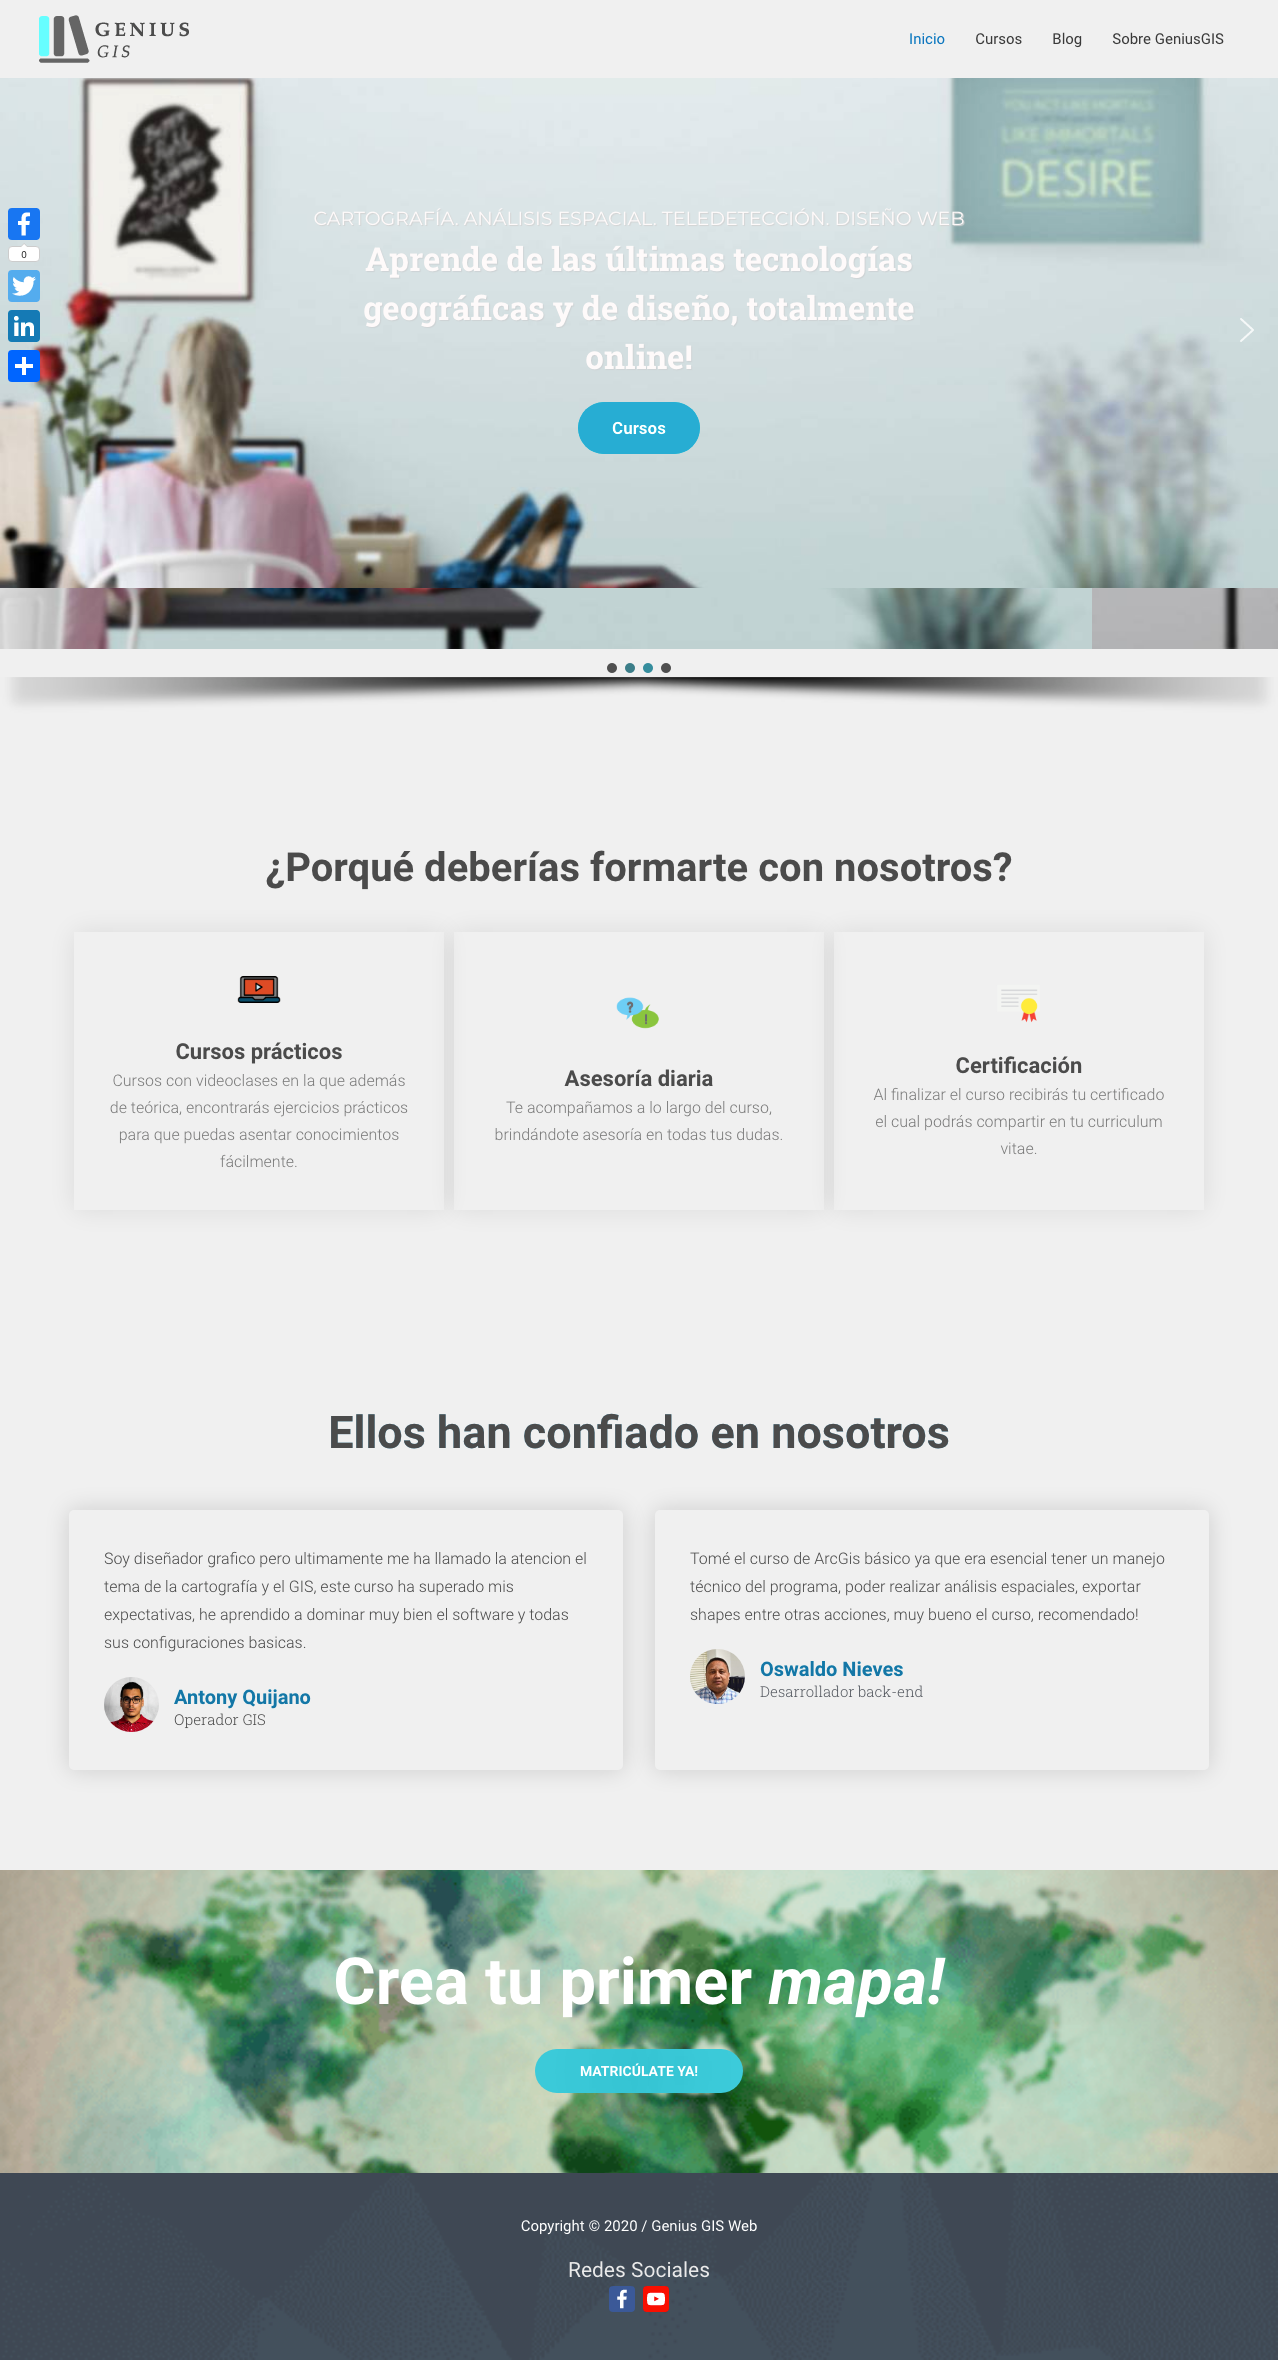 GENIUS
GIS
Inicio
Cursos
Blog
Sobre GeniusGIS
YOU ACT LIKE MORTALS
LIKE IMMORTALS
DESIRE
0
CARTOGRAFÍA. ANÁLISIS ESPACIAL. TELEDETECCIÓN. DISEÑO WEB
Aprende de las últimas tecnologías
geográficas y de diseño, totalmente
online!
Cursos
¿Porqué deberías formarte con nosotros?
Cursos prácticos
Cursos con videoclases en la que además
de teórica, encontrarás ejercicios prácticos
para que puedas asentar conocimientos
fácilmente.
Asesoría diaria
Te acompañamos a lo largo del curso,
brindándote asesoría en todas tus dudas.
Certificación
Al finalizar el curso recibirás tu certificado
el cual podrás compartir en tu curriculum
vitae.
Ellos han confiado en nosotros
Soy diseñador grafico pero ultimamente me ha llamado la atencion el
tema de la cartografía y el GIS, este curso ha superado mis
expectativas, he aprendido a dominar muy bien el software y todas
sus configuraciones basicas.
Antony Quijano
Operador GIS
Tomé el curso de ArcGis básico ya que era esencial tener un manejo
técnico del programa, poder realizar análisis espaciales, exportar
shapes entre otras acciones, muy bueno el curso, recomendado!
Oswaldo Nieves
Desarrollador back-end
Crea tu primer mapa!
MATRICÚLATE YA!
Copyright © 2020 / Genius GIS Web
Redes Sociales